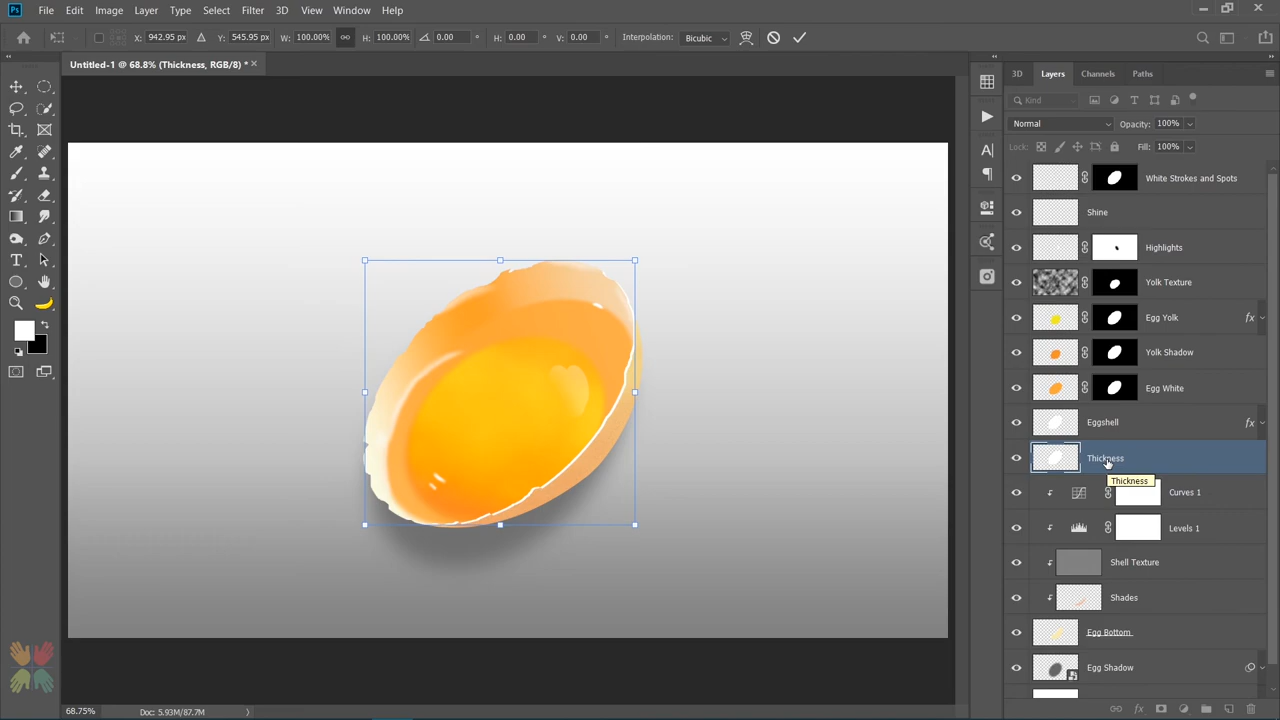 Ps File Edit Image Layer Type Select Filter 3D View Window Help
X: 942.95 px Y: 545.95 px W: 100.00% H: 100.00% 0.00 ° H: 0.00 ° V: 0.00 ° Interpolation: Bicubic
Untitled-1 @ 68.8% (Thickness, RGB/8) *
3D Layers Channels Paths
Kind
Normal Opacity: 100%
Lock: Fill: 100%
White Strokes and Spots
Shine
Highlights
Yolk Texture
Egg Yolk fx
Yolk Shadow
Egg White
Eggshell fx
Thickness
Thickness
Curves 1
Levels 1
Shell Texture
Shades
Egg Bottom
Egg Shadow
68.75% Doc: 5.93M/87.7M